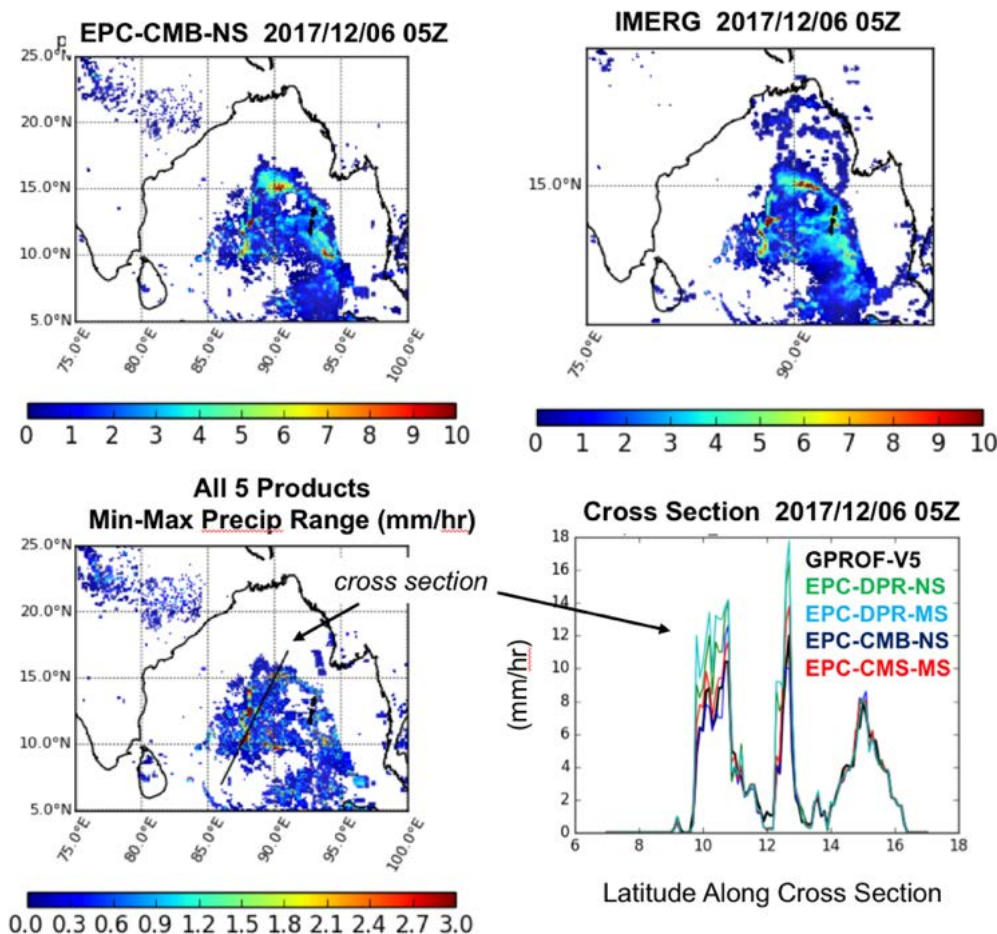 EPC-CMB-NS 2017/12/06 05Z
p
25.0°N
20.0°N
15.0°N
10.0°N
5.0°N
75.0°E
80.0°E
85.0°E
90.0°E
95.0°E
100.0°E
0 1 2 3 4 5 6 7 8 9 10
IMERG 2017/12/06 05Z
15.0°N
75.0°E
90.0°E
0 1 2 3 4 5 6 7 8 9 10
All 5 Products
Min-Max Precip Range (mm/hr)
25.0°N
20.0°N
15.0°N
10.0°N
5.0°N
75.0°E
80.0°E
85.0°E
90.0°E
95.0°E
100.0°E
cross section
0.0 0.3 0.6 0.9 1.2 1.5 1.8 2.1 2.4 2.7 3.0
Cross Section 2017/12/06 05Z
18
16
14
12
10
8
6
4
2
0
(mm/hr)
GPROF-V5
EPC-DPR-NS
EPC-DPR-MS
EPC-CMB-NS
EPC-CMS-MS
6 8 10 12 14 16 18
Latitude Along Cross Section